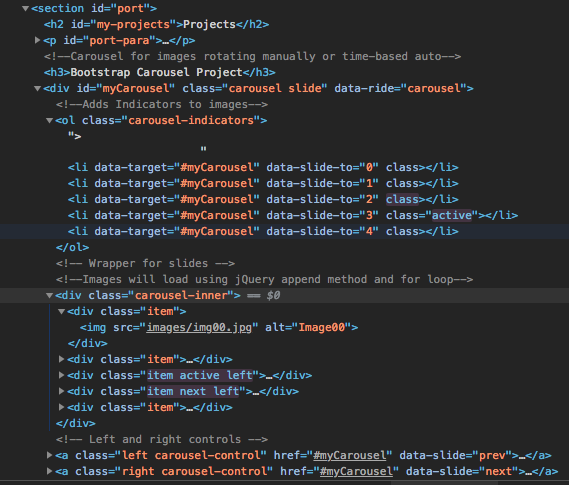 <section id="port">
<h2 id="my-projects">Projects</h2>
<p id="port-para">…</p>
<!--Carousel for images rotating manually or time-based auto-->
<h3>Bootstrap Carousel Project</h3>
<div id="myCarousel" class="carousel slide" data-ride="carousel">
<!--Adds Indicators to images-->
<ol class="carousel-indicators">
">
"
<li data-target="#myCarousel" data-slide-to="0" class></li>
<li data-target="#myCarousel" data-slide-to="1" class></li>
<li data-target="#myCarousel" data-slide-to="2" class></li>
<li data-target="#myCarousel" data-slide-to="3" class="active"></li>
<li data-target="#myCarousel" data-slide-to="4" class></li>
</ol>
<!-- Wrapper for slides -->
<!--Images will load using jQuery append method and for loop-->
<div class="carousel-inner"> == $0
<div class="item">
<img src="images/img00.jpg" alt="Image00">
</div>
<div class="item">…</div>
<div class="item active left">…</div>
<div class="item next left">…</div>
<div class="item">…</div>
</div>
<!-- Left and right controls -->
<a class="left carousel-control" href="#myCarousel" data-slide="prev">…</a>
<a class="right carousel-control" href="#myCarousel" data-slide="next">…</a>